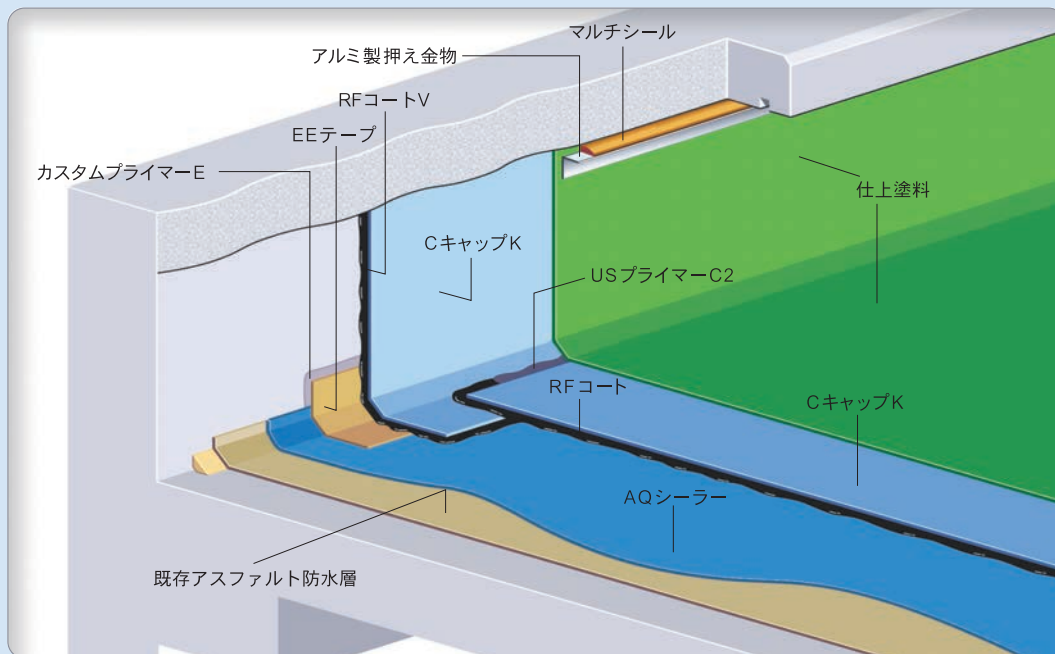 マルチシール
アルミ製押え金物
RFコートV
EEテープ
カスタムプライマーE
仕上塗料
CキャップK
USプライマーC2
RFコート
CキャップK
AQシーラー
既存アスファルト防水層